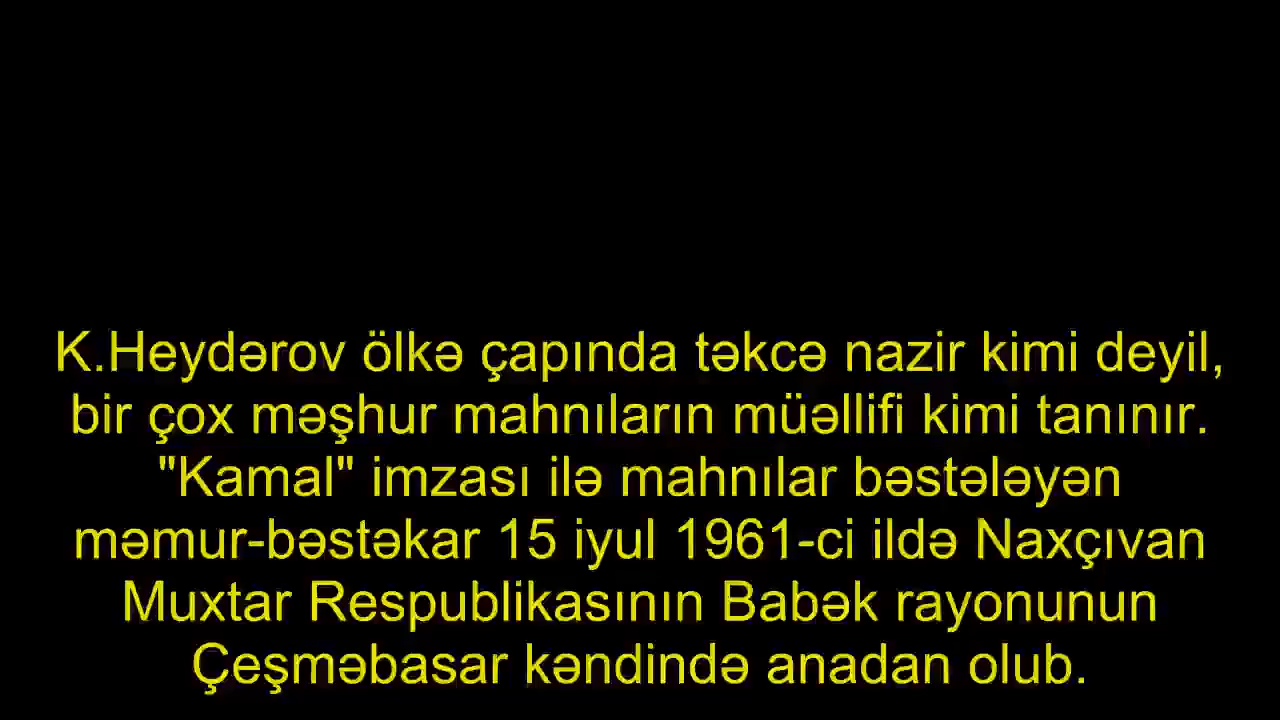 K.Heydərov ölkə çapında təkcə nazir kimi deyil,
bir çox məşhur mahnıların müəllifi kimi tanınır.
"Kamal" imzası ilə mahnılar bəstələyən
məmur-bəstəkar 15 iyul 1961-ci ildə Naxçıvan
Muxtar Respublikasının Babək rayonunun
Çeşməbasar kəndində anadan olub.